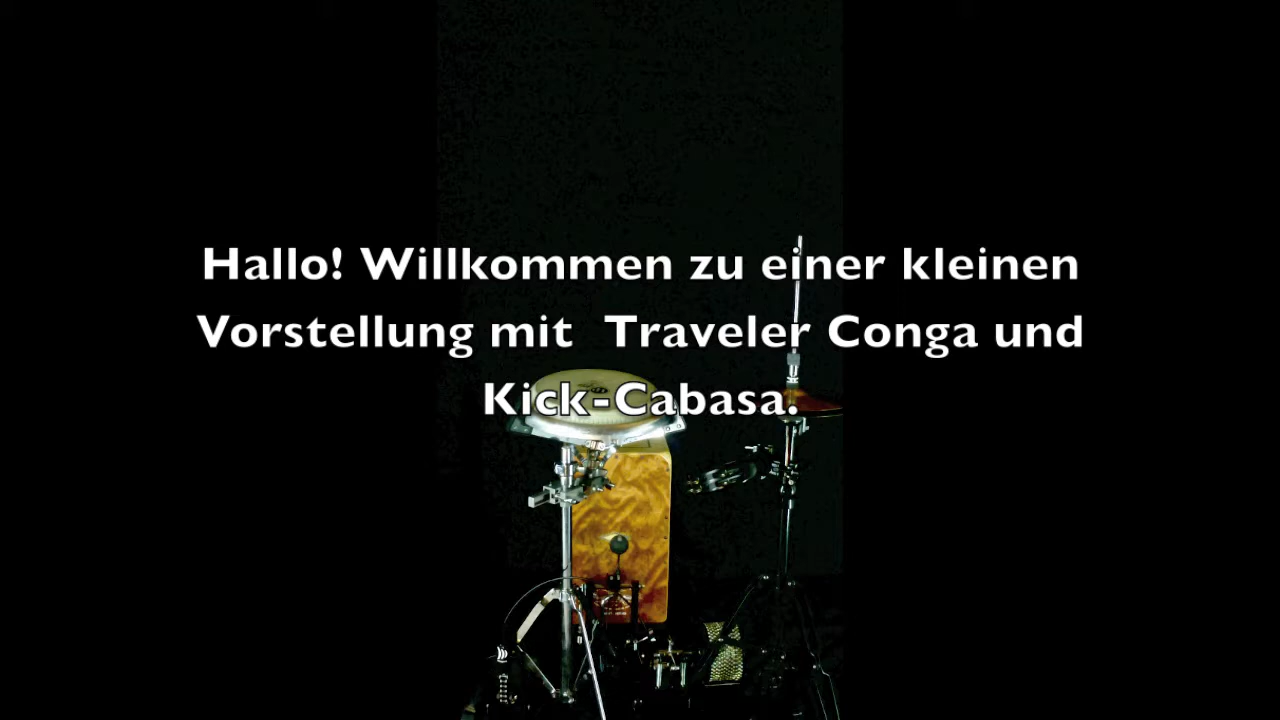 Hallo! Willkommen zu einer kleinen
Vorstellung mit  Traveler Conga und
Kick-Cabasa.